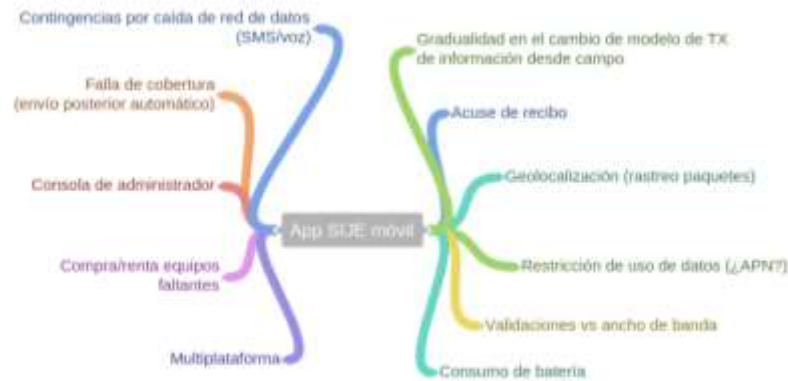 Contingencias por caída de red de datos
(SMS/voz)
Falla de cobertura
(envío posterior automático)
Consola de administrador
Compra/renta equipos
faltantes
Multiplataforma
App SIJE móvil
Gradualidad en el cambio de modelo de TX
de información desde campo
Acuse de recibo
Geolocalización (rastreo paquetes)
Restricción de uso de datos (¿APN?)
Validaciones vs ancho de banda
Consumo de batería